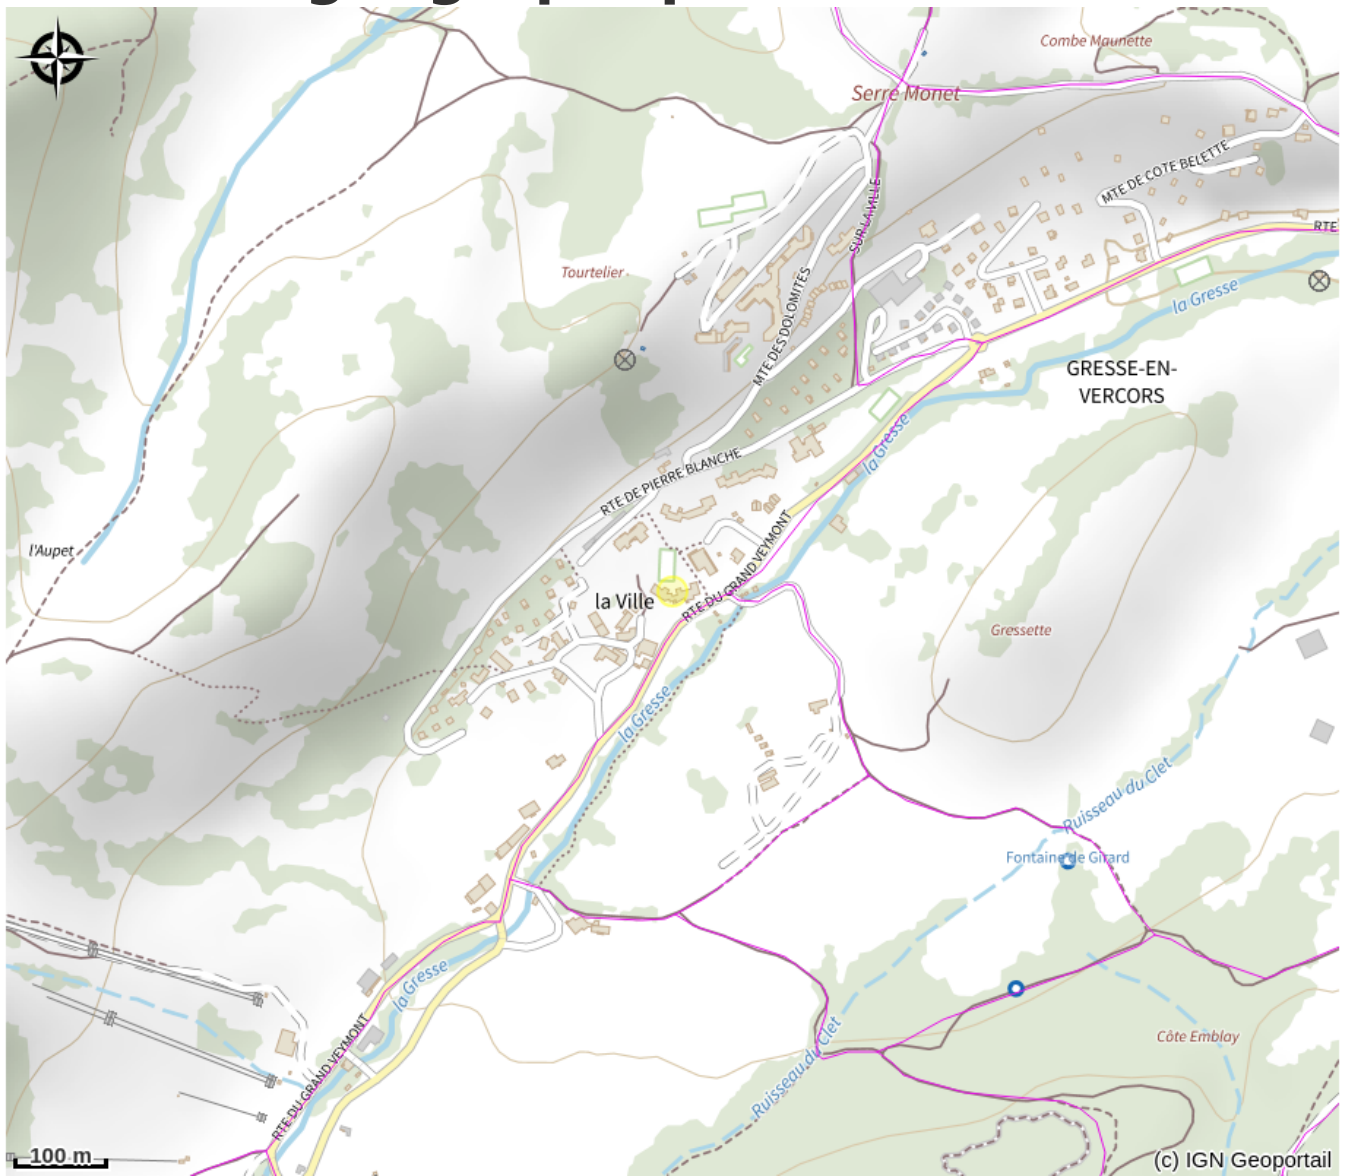 Combe Maunette
Serre Monet
MTE DE COTE BELETTE
SUR LA VILLE
RTE
Tourtelier
la Gresse
MTE DES DOLOMITES
GRESSE-EN-
VERCORS
la Gresse
RTE DE PIERRE BLANCHE
l'Aupet
RTE DU GRAND VEYMONT
la Ville
Gressette
la Gresse
Ruisseau du Clet
Fontaine de Girard
la Gresse
Côte Emblay
Ruisseau du Clet
RTE DU GRAND VEYMONT
100 m
(c) IGN Geoportail